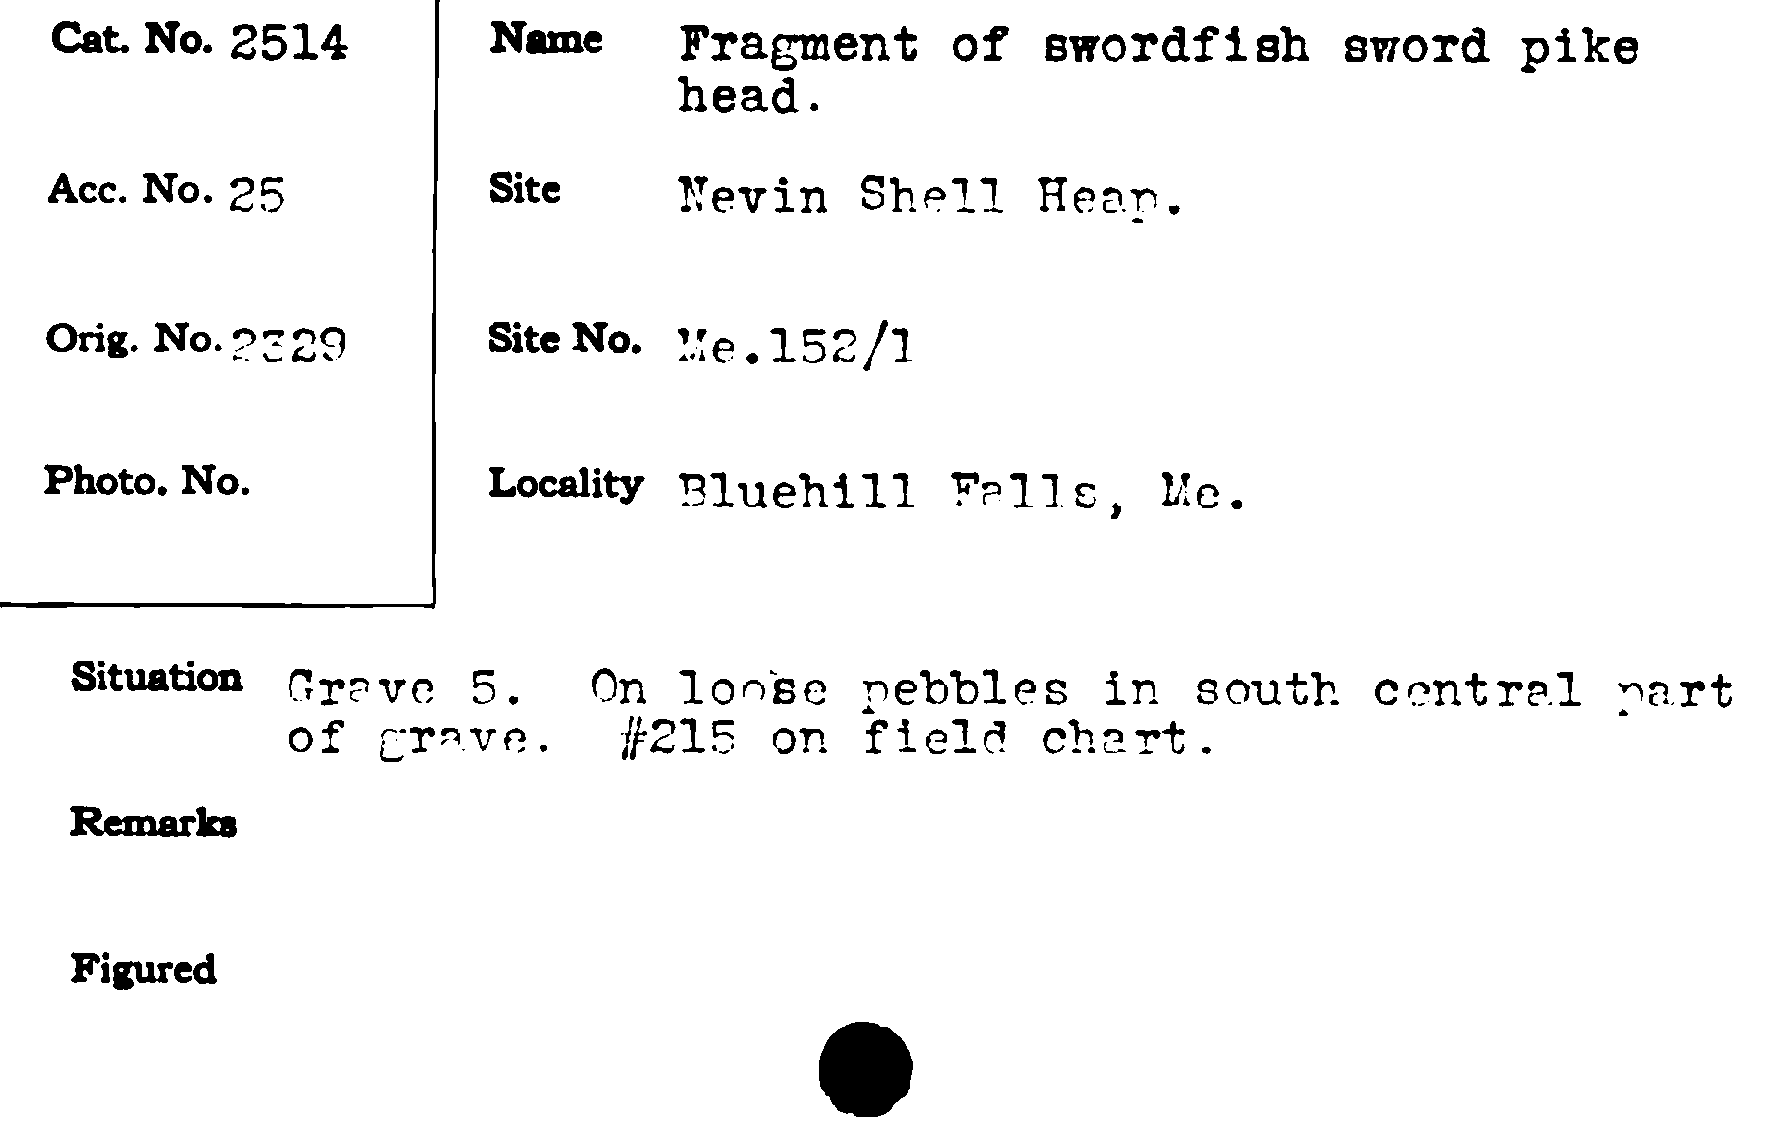 Cat. No. 2514
Name Fragment of swordfish sword pike
head.
Acc. No. 25
Site Nevin Shell Heap.
Orig. No. 2329
Site No. Me.152/1
Photo. No.
Locality Bluehill Falls, Me.
Situation Grave 5. On loose pebbles in south central part
of grave. #215 on field chart.
Remarks
Figured